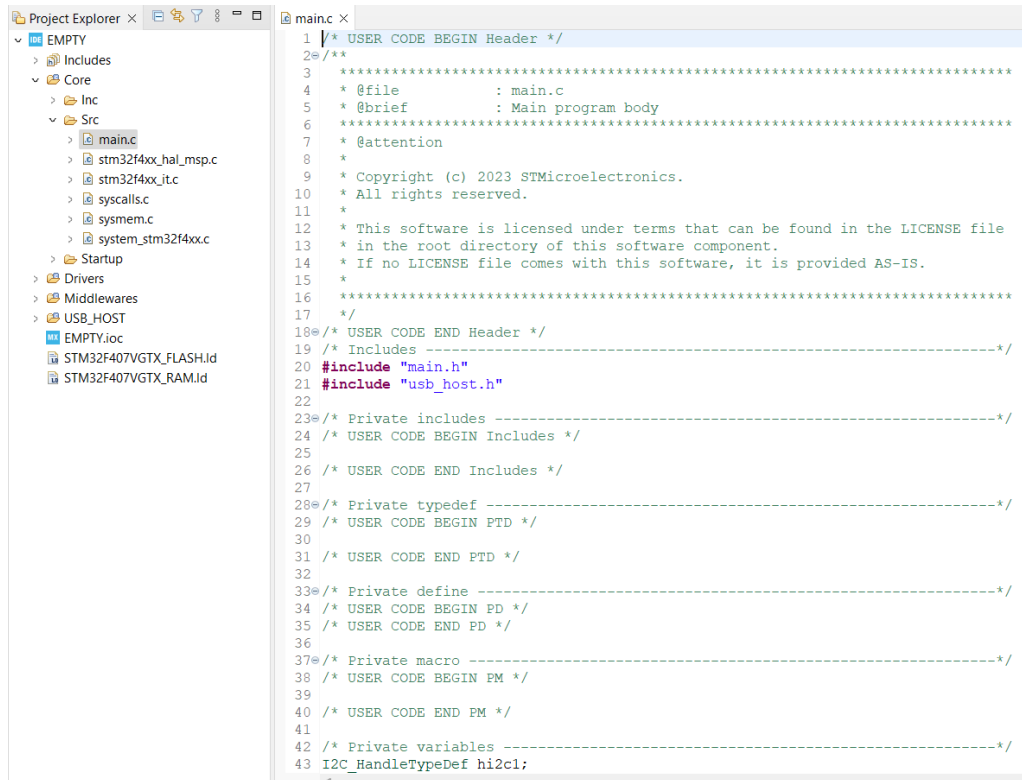 Project Explorer
IDE EMPTY
Includes
Core
Inc
Src
main.c
stm32f4xx_hal_msp.c
stm32f4xx_it.c
syscalls.c
sysmem.c
system_stm32f4xx.c
Startup
Drivers
Middlewares
USB_HOST
MX EMPTY.ioc
STM32F407VGTX_FLASH.ld
STM32F407VGTX_RAM.ld
main.c
1 /* USER CODE BEGIN Header */
2 /**
3   ******************************************************************************
4   * @file           : main.c
5   * @brief          : Main program body
6   ******************************************************************************
7   * @attention
8   *
9   * Copyright (c) 2023 STMicroelectronics.
10   * All rights reserved.
11   *
12   * This software is licensed under terms that can be found in the LICENSE file
13   * in the root directory of this software component.
14   * If no LICENSE file comes with this software, it is provided AS-IS.
15   *
16   ******************************************************************************
17   */
18 /* USER CODE END Header */
19 /* Includes ------------------------------------------------------------------*/
20 #include "main.h"
21 #include "usb_host.h"
22
23 /* Private includes ----------------------------------------------------------*/
24 /* USER CODE BEGIN Includes */
25
26 /* USER CODE END Includes */
27
28 /* Private typedef -----------------------------------------------------------*/
29 /* USER CODE BEGIN PTD */
30
31 /* USER CODE END PTD */
32
33 /* Private define ------------------------------------------------------------*/
34 /* USER CODE BEGIN PD */
35 /* USER CODE END PD */
36
37 /* Private macro -------------------------------------------------------------*/
38 /* USER CODE BEGIN PM */
39
40 /* USER CODE END PM */
41
42 /* Private variables ---------------------------------------------------------*/
43 I2C_HandleTypeDef hi2c1;